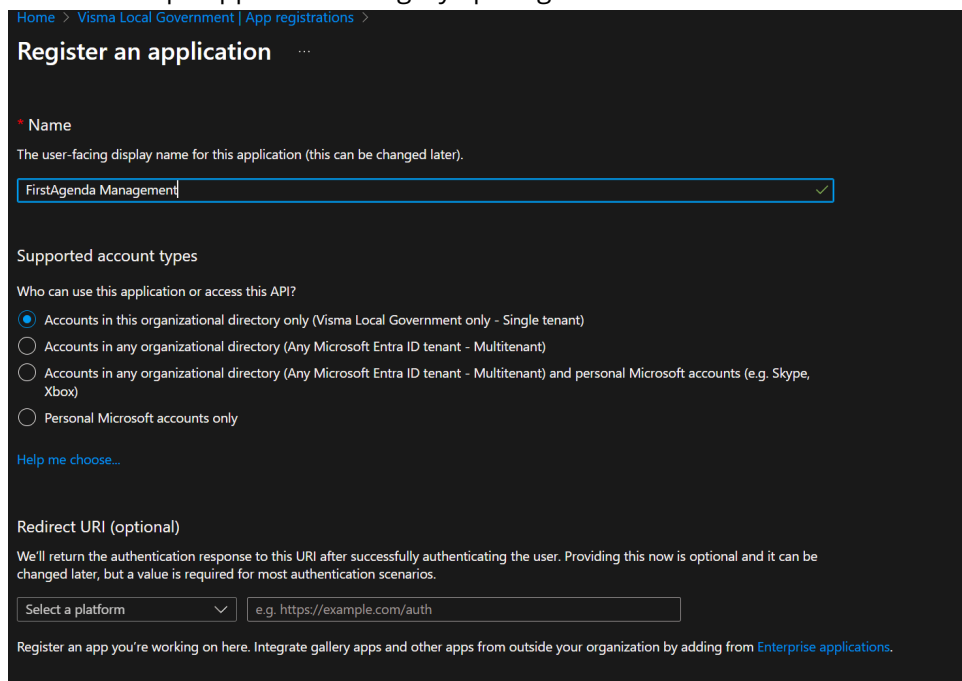 Home > Visma Local Government | App registrations >
Register an application ...
* Name
The user-facing display name for this application (this can be changed later).
FirstAgenda Management
Supported account types
Who can use this application or access this API?
Accounts in this organizational directory only (Visma Local Government only - Single tenant)
Accounts in any organizational directory (Any Microsoft Entra ID tenant - Multitenant)
Accounts in any organizational directory (Any Microsoft Entra ID tenant - Multitenant) and personal Microsoft accounts (e.g. Skype,
Xbox)
Personal Microsoft accounts only
Help me choose...
Redirect URI (optional)
We'll return the authentication response to this URI after successfully authenticating the user. Providing this now is optional and it can be
changed later, but a value is required for most authentication scenarios.
Select a platform e.g. https://example.com/auth
Register an app you're working on here. Integrate gallery apps and other apps from outside your organization by adding from Enterprise applications.